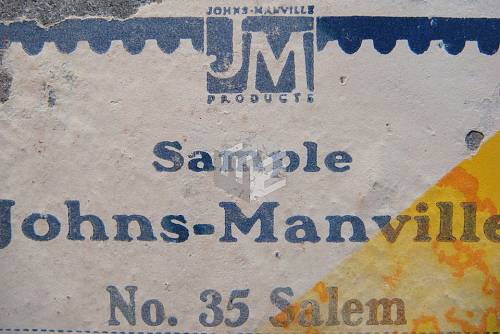 JOHNS-MANVILLE
JM
PRODUCTS
Sample
Johns-Manville
No. 35 Salem